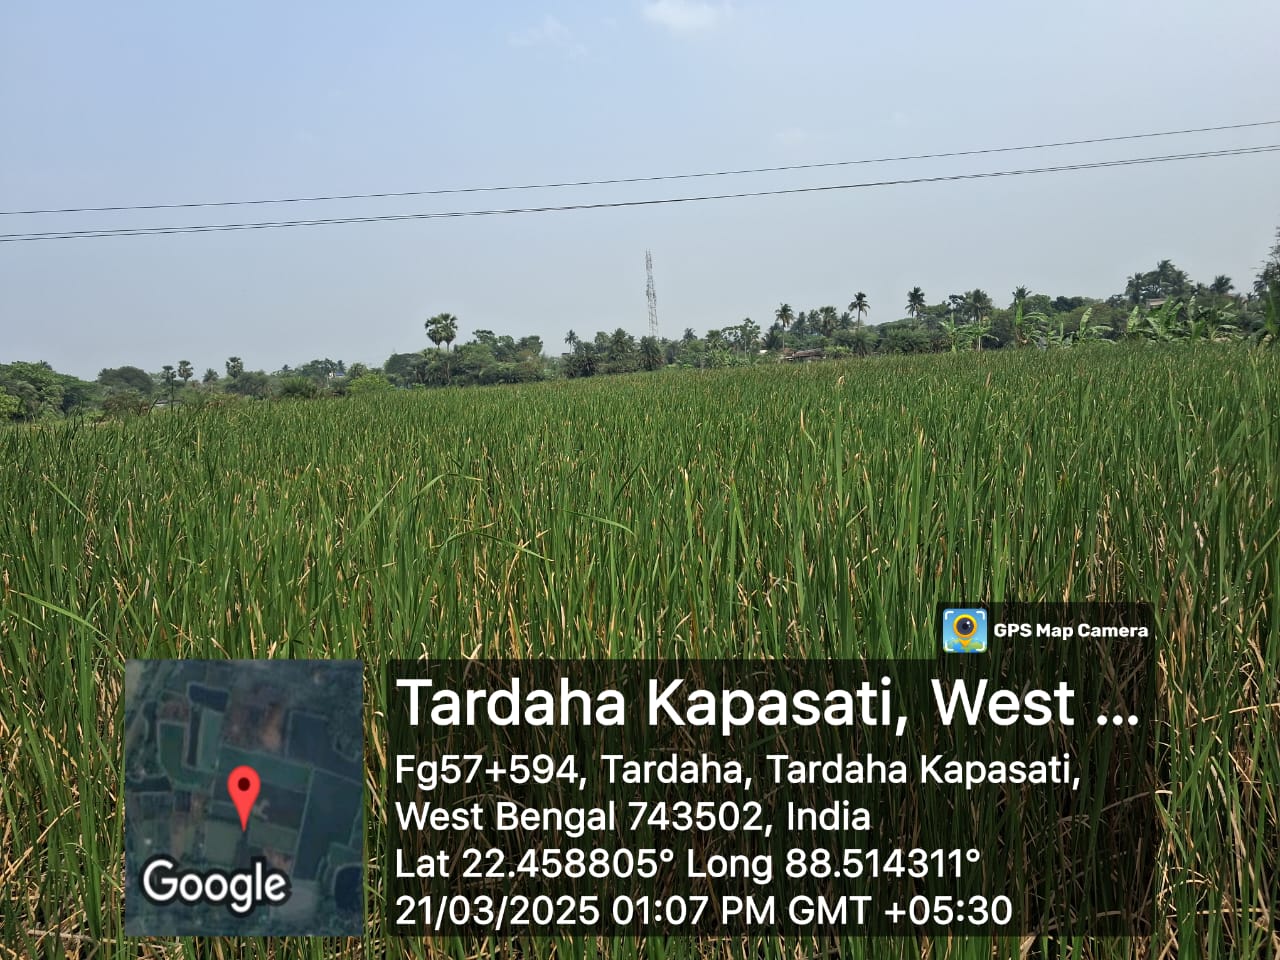 GPS Map Camera
Tardaha Kapasati, West ...
Fg57+594, Tardaha, Tardaha Kapasati,
West Bengal 743502, India
Lat 22.458805° Long 88.514311°
21/03/2025 01:07 PM GMT +05:30
Google